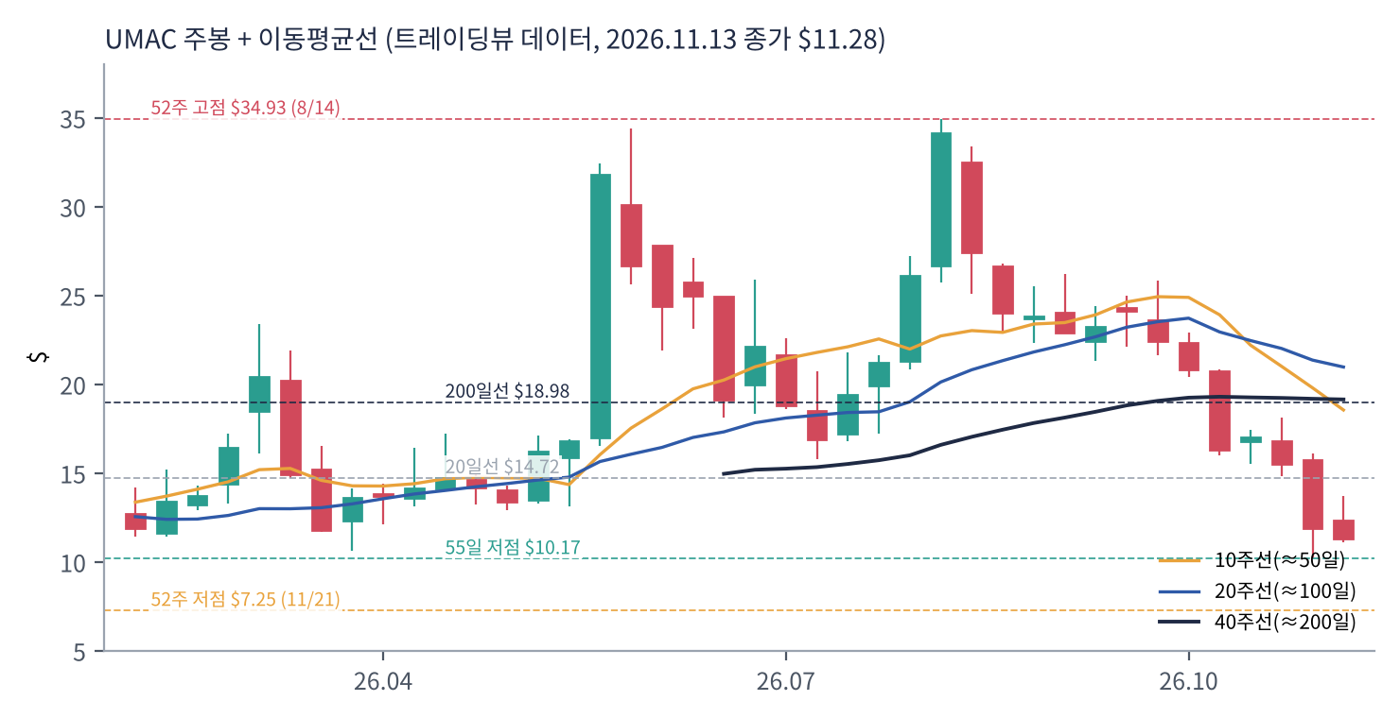 UMAC 주봉 + 이동평균선 (트레이딩뷰 데이터, 2026.11.13 종가 $11.28)
52주 고점 $34.93 (8/14)
35
30
25
$
20
200일선 $18.98
15
20일선 $14.72
55일 저점 $10.17
10
10주선(≈50일)
52주 저점 $7.25 (11/21)
20주선(≈100일)
40주선(≈200일)
5
26.04
26.07
26.10